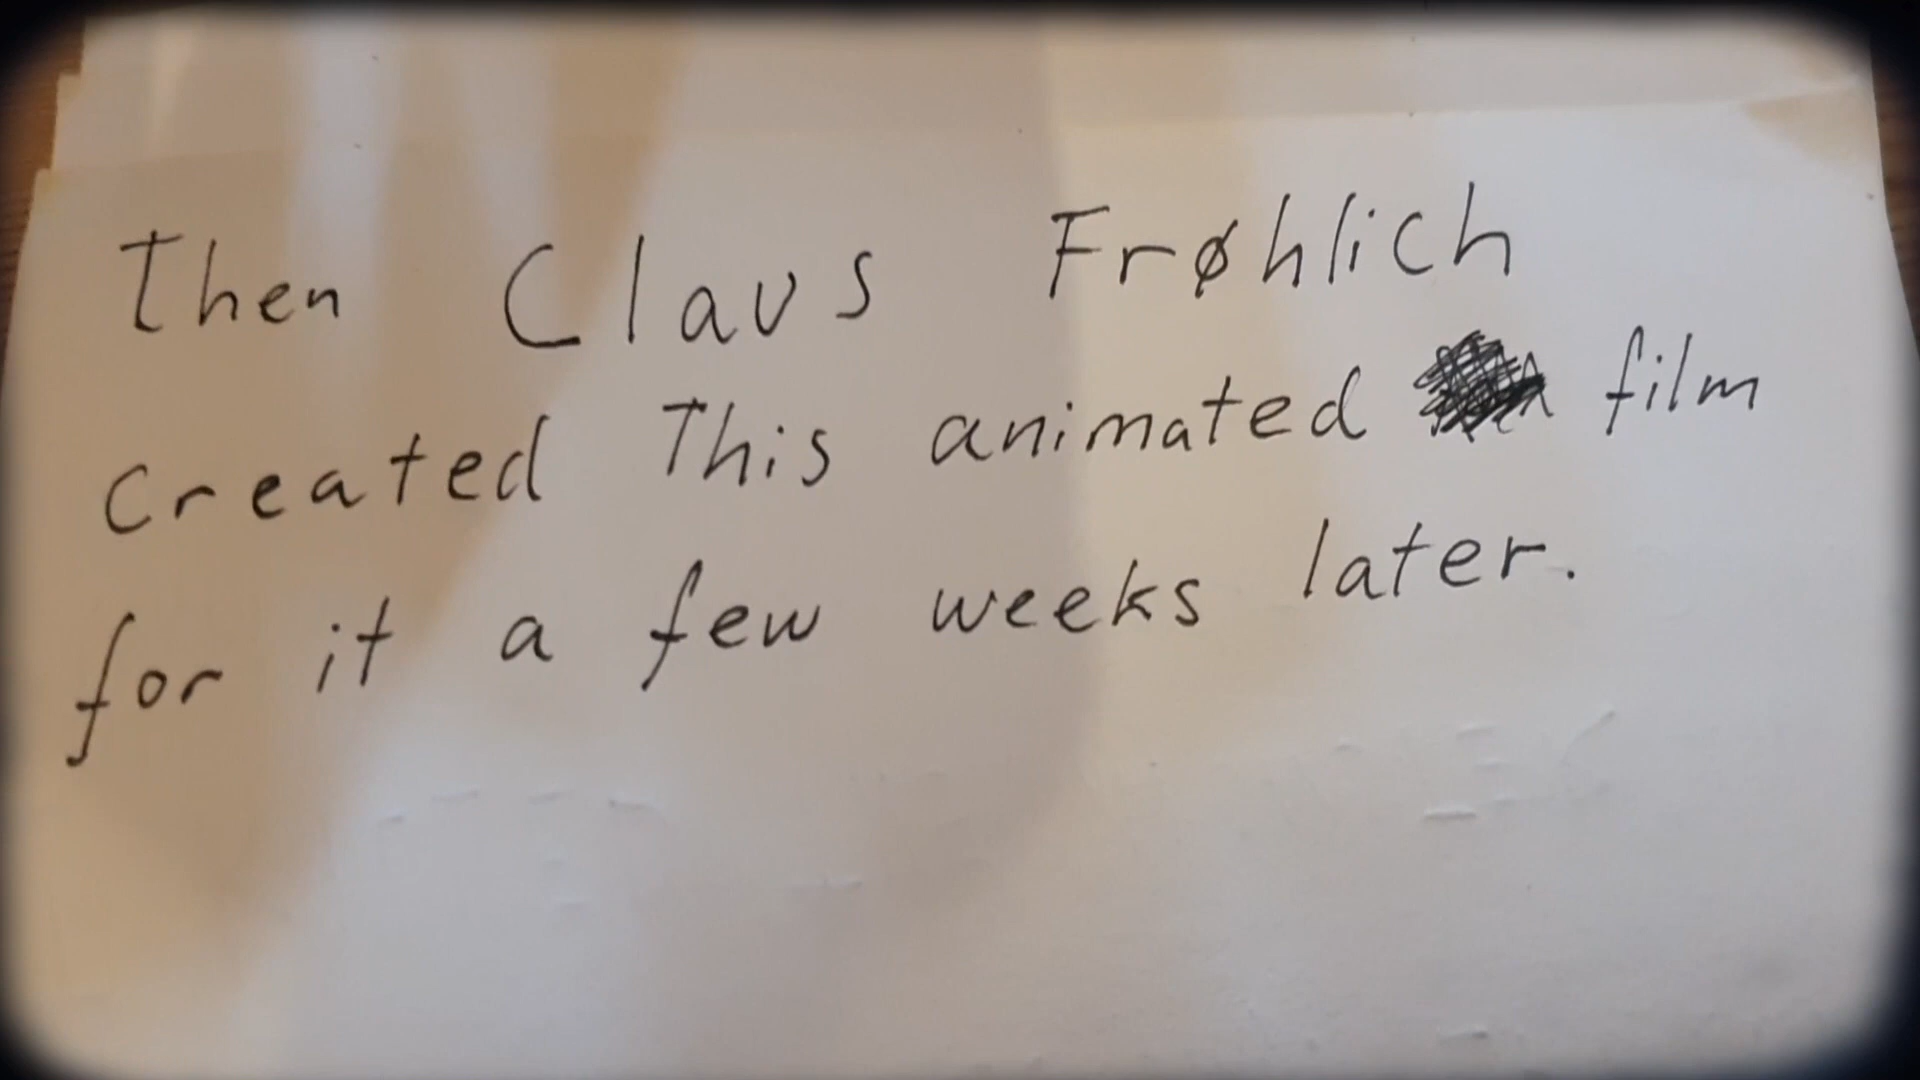 Then Claus Frøhlich
created This animated film
for it a few weeks later.